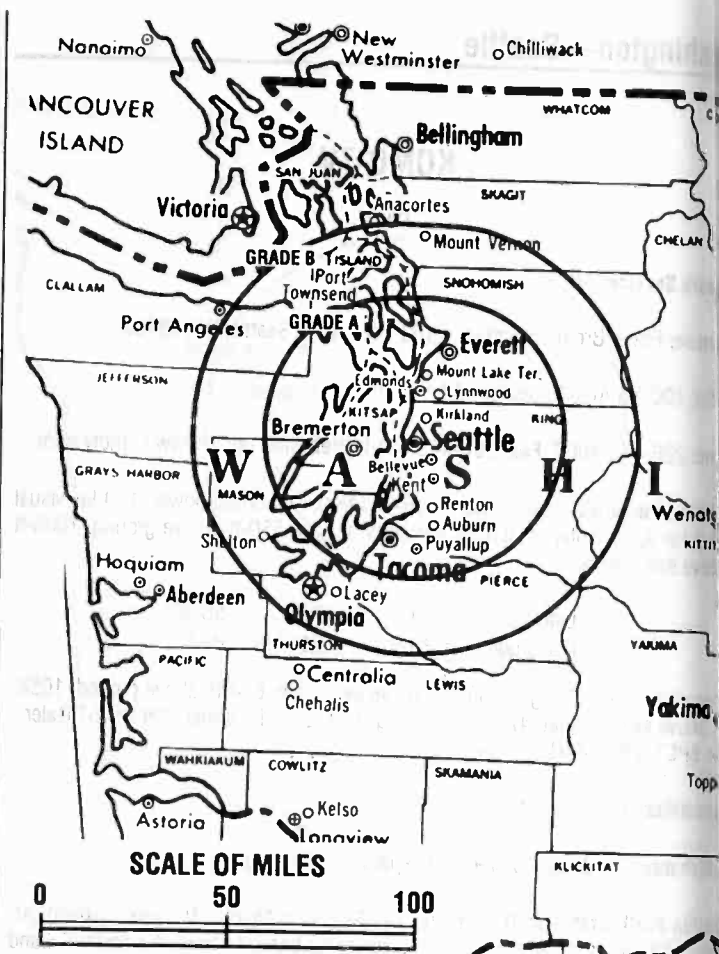 Nanaimo
New
Westminster
Chilliwack
ANCOUVER
ISLAND
WHATCOM
Bellingham
SAN JUAN
SKAGIT
Victoria
Anacortes
Mount Vernon
CHELAN
GRADE B
ISLAND
Port
Townsend
SNOHOMISH
CLALLAM
Port Angeles
GRADE A
Everett
JEFFERSON
Mount Lake Ter.
Edmonds
Lynnwood
KITSAP
Kirkland
KING
Bremerton
Seattle
W A S H I
Bellevue
GRAYS HARBOR
MASON
Kent
Renton
Wenatc
Auburn
KITTIT
Shelton
Puyallup
Hoquiam
Tacoma
PIERCE
Aberdeen
Lacey
Olympia
THURSTON
YAKIMA
PACIFIC
Centralia
LEWIS
Chehalis
Yakima
WAHKIAKUM
COWLITZ
SKAMANIA
Topp
Astoria
Kelso
Longview
SCALE OF MILES
KLICKITAT
0 50 100